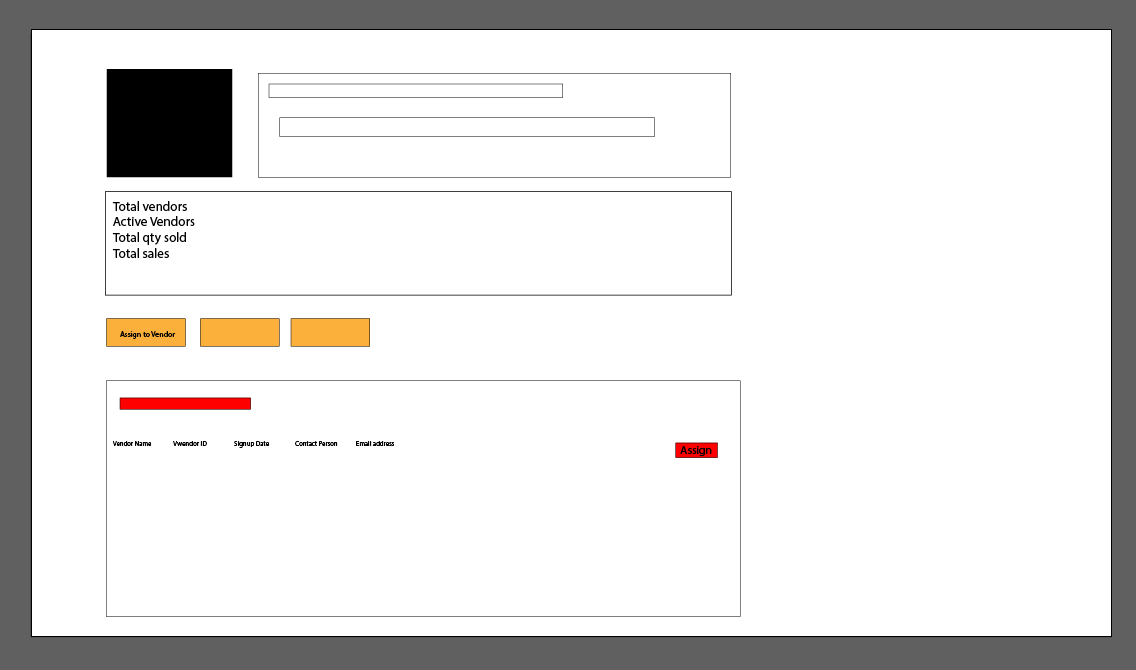 Total vendors
Active Vendors
Total qty sold
Total sales
Assign to Vendor
Vendor Name Vwendor ID Signup Date Contact Person Email address
Assign